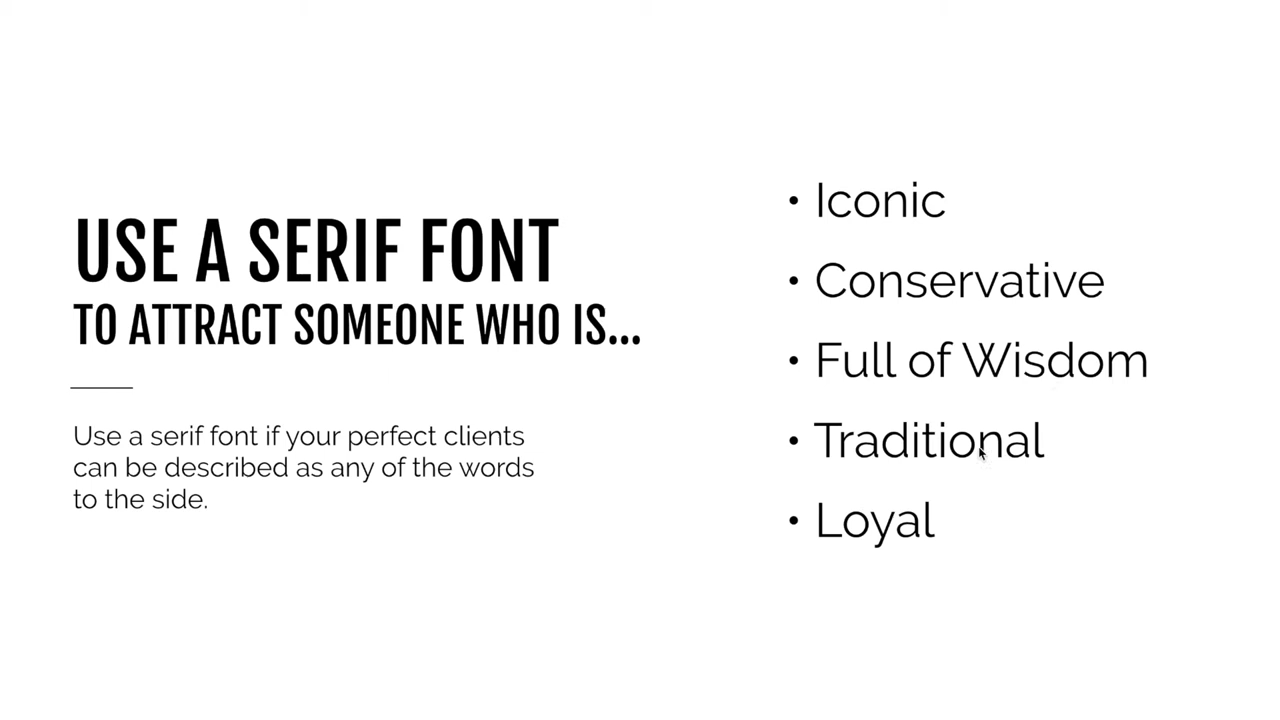 USE A SERIF FONT
TO ATTRACT SOMEONE WHO IS...
Use a serif font if your perfect clients
can be described as any of the words
to the side.
• Iconic
• Conservative
• Full of Wisdom
• Traditional
• Loyal